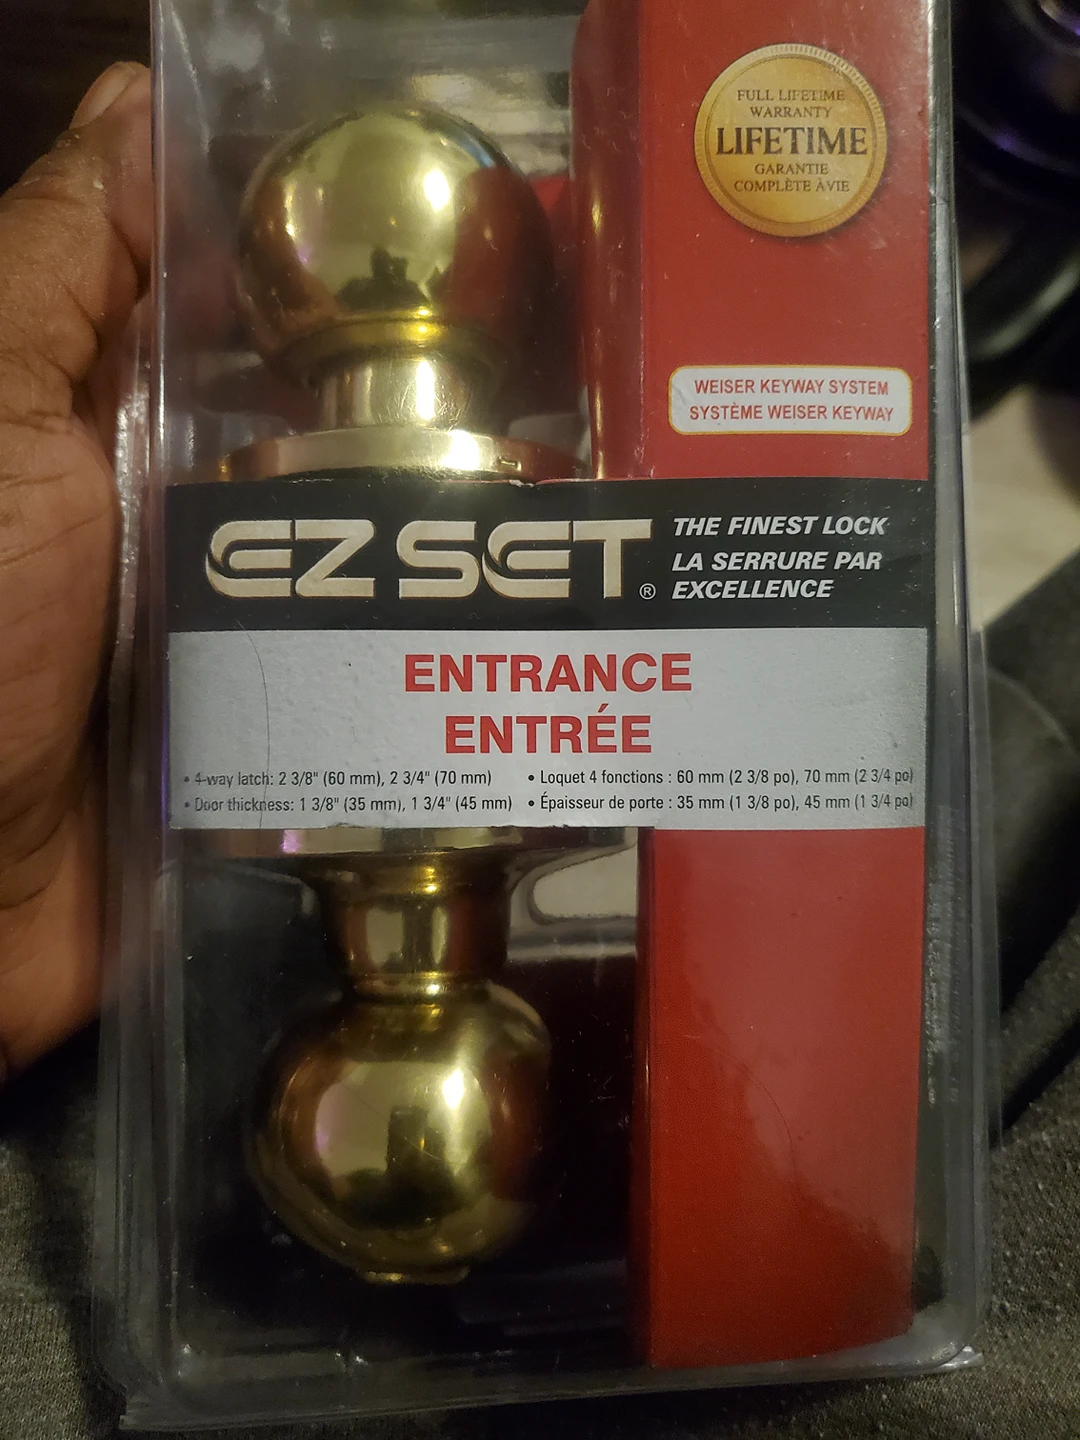 FULL LIFETIME
WARRANTY
LIFETIME
GARANTIE
COMPLÈTE ÀVIE
WEISER KEYWAY SYSTEM
SYSTÈME WEISER KEYWAY
EZ SET®
THE FINEST LOCK
LA SERRURE PAR
EXCELLENCE
ENTRANCE
ENTRÉE
• 4-way latch: 2 3/8" (60 mm), 2 3/4" (70 mm)
• Door thickness: 1 3/8" (35 mm), 1 3/4" (45 mm)
• Loquet 4 fonctions : 60 mm (2 3/8 po), 70 mm (2 3/4 po)
• Épaisseur de porte : 35 mm (1 3/8 po), 45 mm (1 3/4 po)